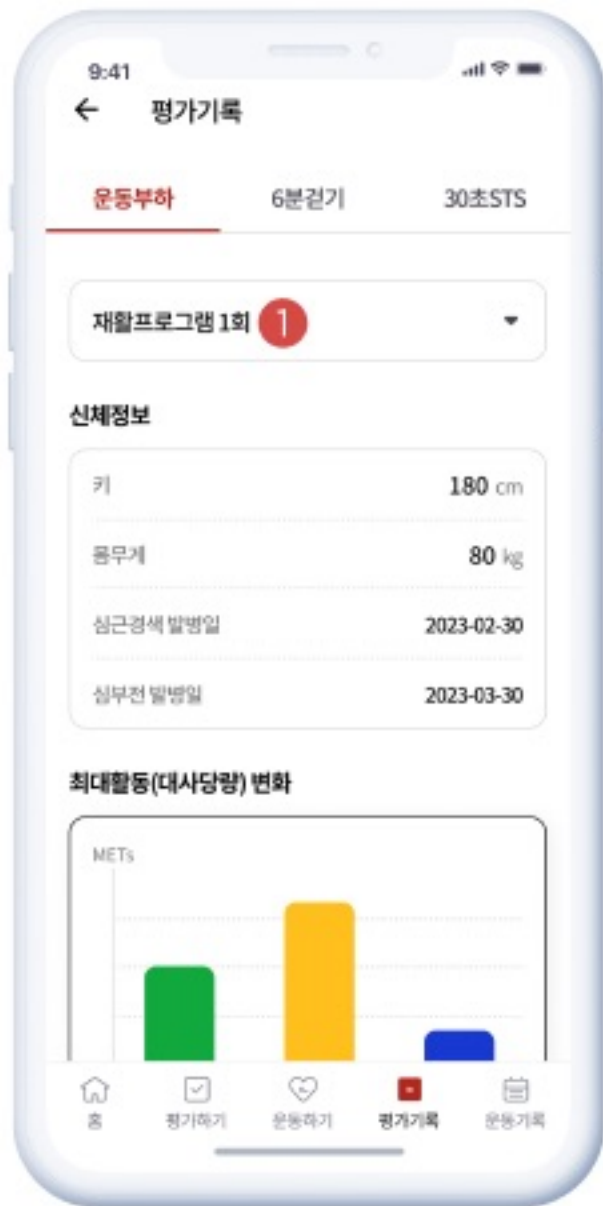 9:41
평가기록
운동부하 6분걷기 30초STS
재활프로그램 1회 1
신체정보
키 180 cm
몸무게 80 kg
심근경색 발병일 2023-02-30
심부전 발병일 2023-03-30
최대활동(대사당량) 변화
METs
홈 평가하기 운동하기 평가기록 운동기록